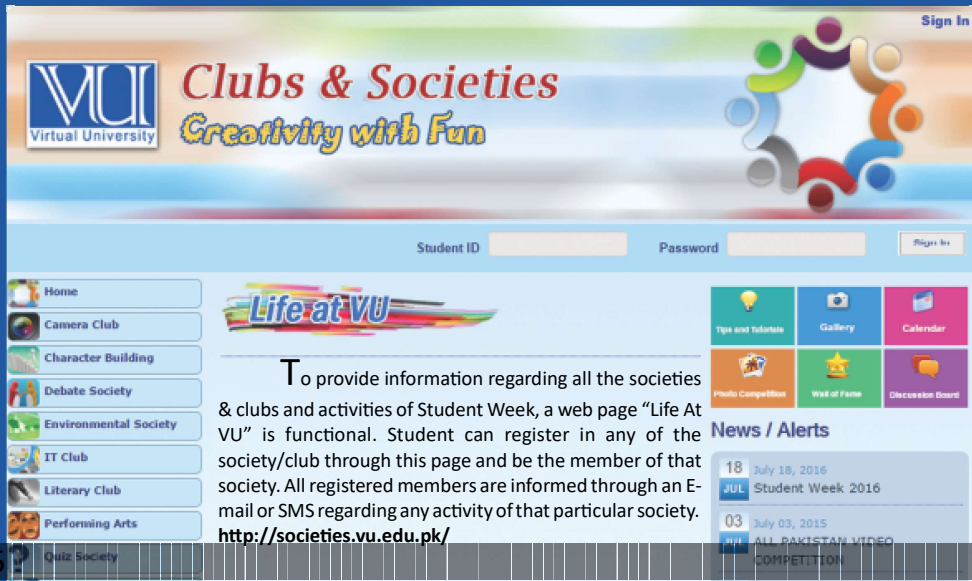 Sign In
VU
Virtual University
Clubs & Societies
Creativity with Fun
Student ID
Password
Sign In
Home
Camera Club
Character Building
Debate Society
Environmental Society
IT Club
Literary Club
Performing Arts
Quiz Society
Life at VU
To provide information regarding all the societies
& clubs and activities of Student Week, a web page “Life At
VU” is functional. Student can register in any of the
society/club through this page and be the member of that
society. All registered members are informed through an E-
mail or SMS regarding any activity of that particular society.
http://societies.vu.edu.pk/
Tips and Tutorials
Gallery
Calendar
Photo Competition
Wall of Fame
Discussion Board
News / Alerts
18 July 18, 2016
JUL Student Week 2016
03 July 03, 2015
JUL ALL PAKISTAN VIDEO
COMPETITION